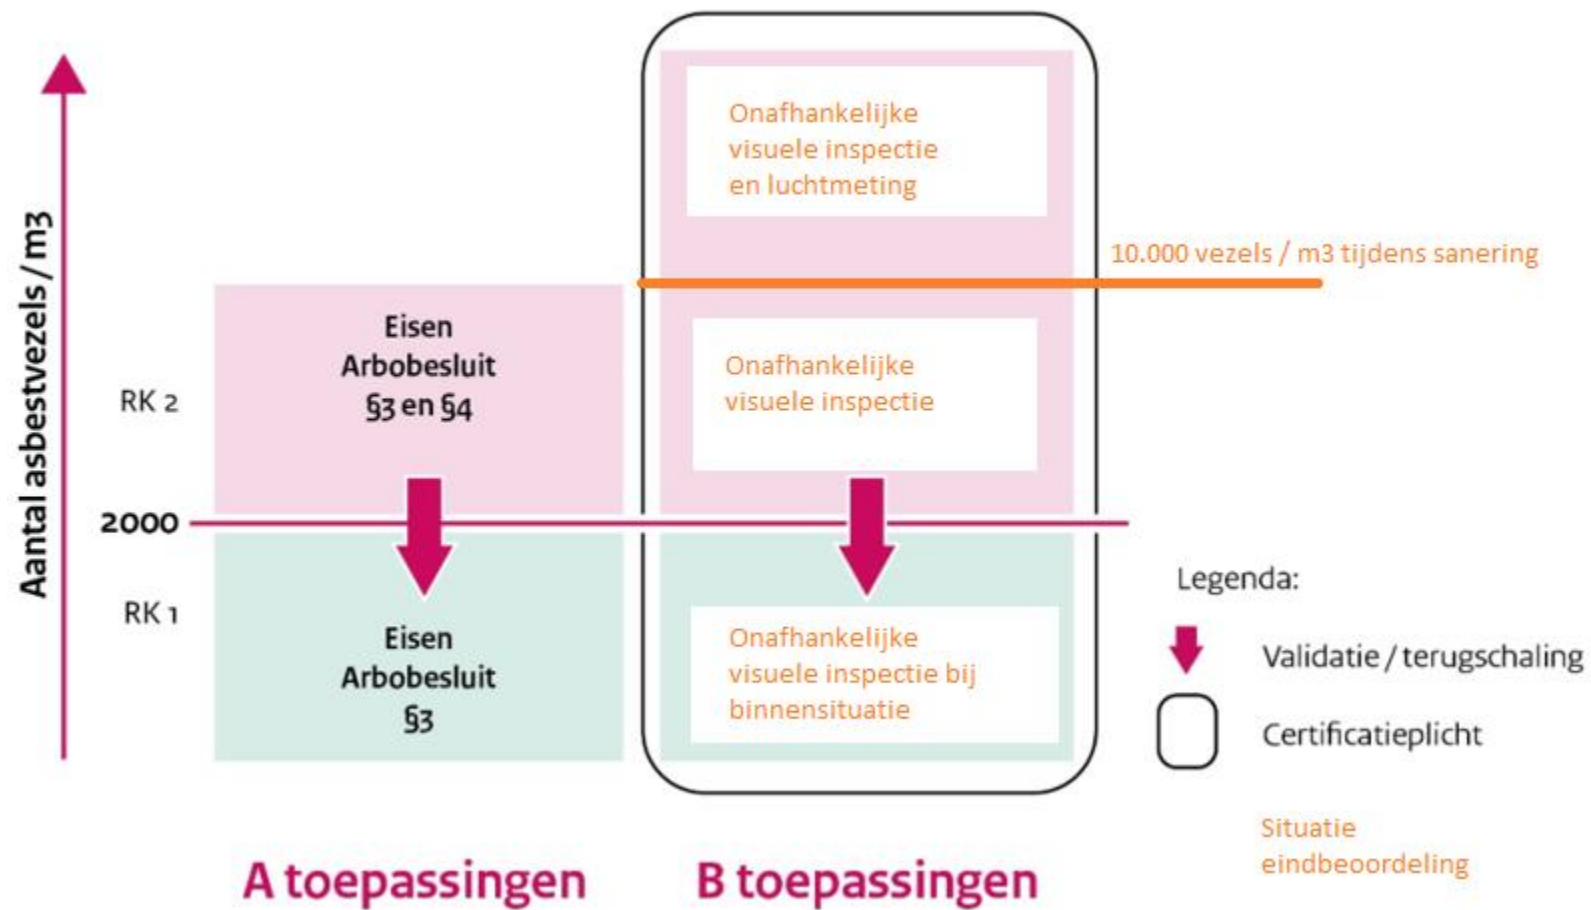 Aantal asbestvezels / m3
Onafhankelijke
visuele inspectie
en luchtmeting
10.000 vezels / m3 tijdens sanering
Eisen
Arbobesluit
§3 en §4
RK 2
Onafhankelijke
visuele inspectie
2000
RK 1
Eisen
Arbobesluit
§3
Onafhankelijke
visuele inspectie bij
binnensituatie
Legenda:
Validatie / terugschaling
Certificatieplicht
Situatie
eindbeoordeling
A toepassingen
B toepassingen